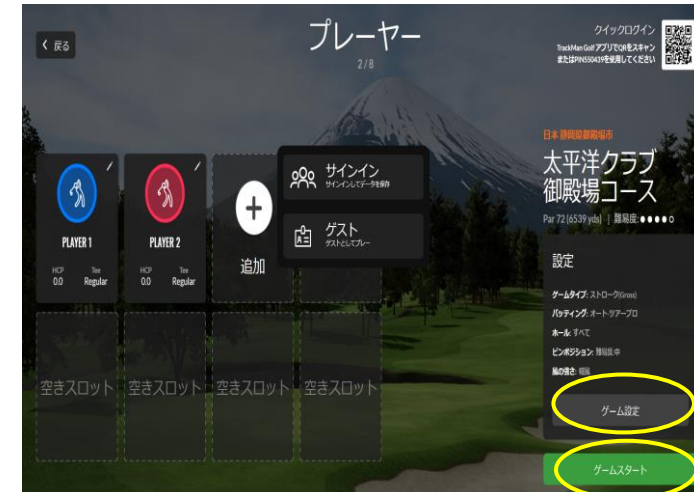 戻る
プレーヤー
2/8
クイックログイン
TrackMan Golf アプリでQRをスキャン
またはPIN550439を使用してください
サインイン
サインインしてデータを保存
ゲスト
ゲストとしてプレー
PLAYER 1
HCP Tee
0.0 Regular
PLAYER 2
HCP Tee
0.0 Regular
追加
空きスロット 空きスロット 空きスロット 空きスロット
日本 静岡県御殿場市
太平洋クラブ
御殿場コース
Par 72 (6539 yds) | 難易度:
設定
ゲームタイプ: ストローク(Gross)
パッティング: オート-ツアープロ
ホール: すべて
ピンポジション: 難易度:中
風の強さ:
ゲーム設定
ゲームスタート